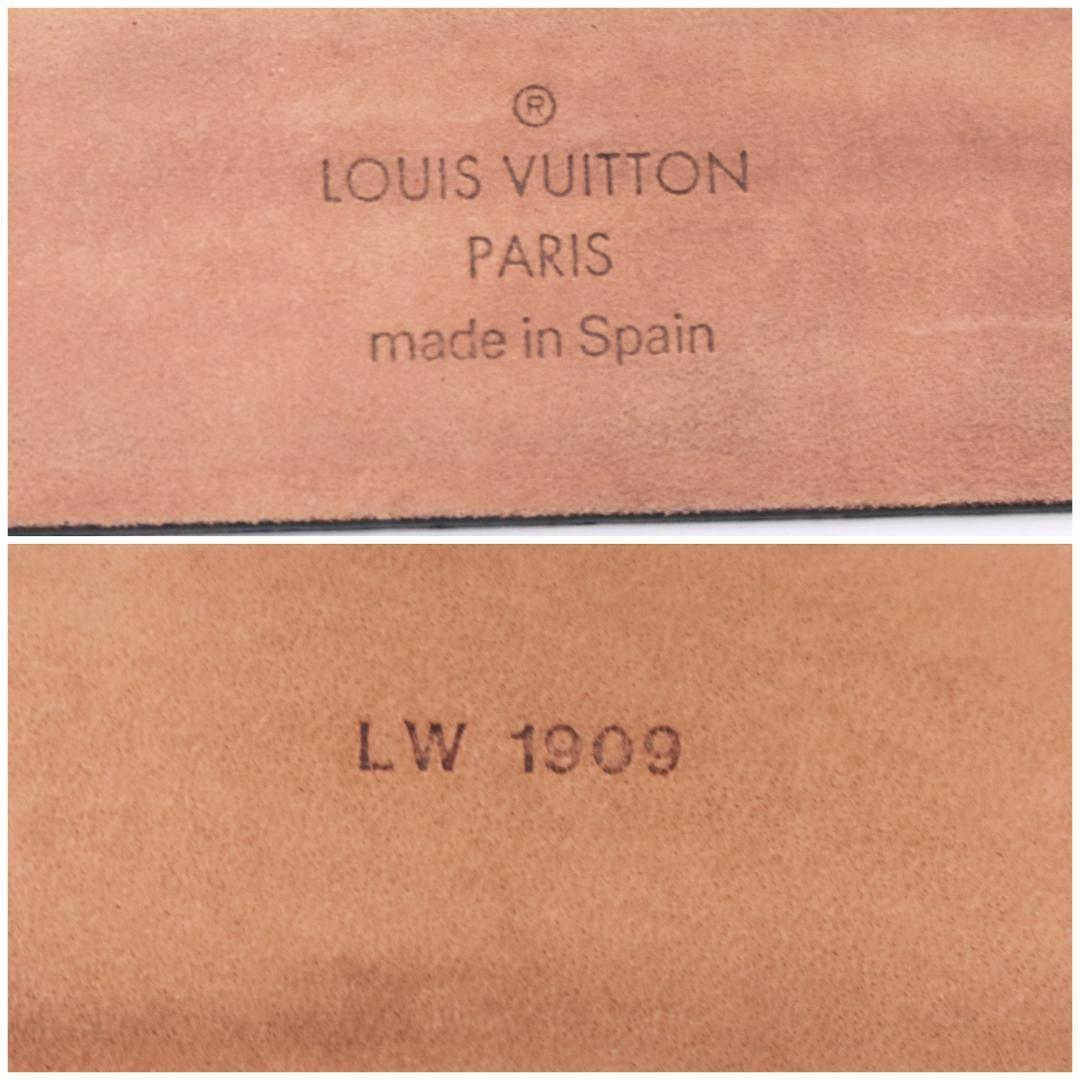 ®
LOUIS VUITTON
PARIS
made in Spain
LW 1909